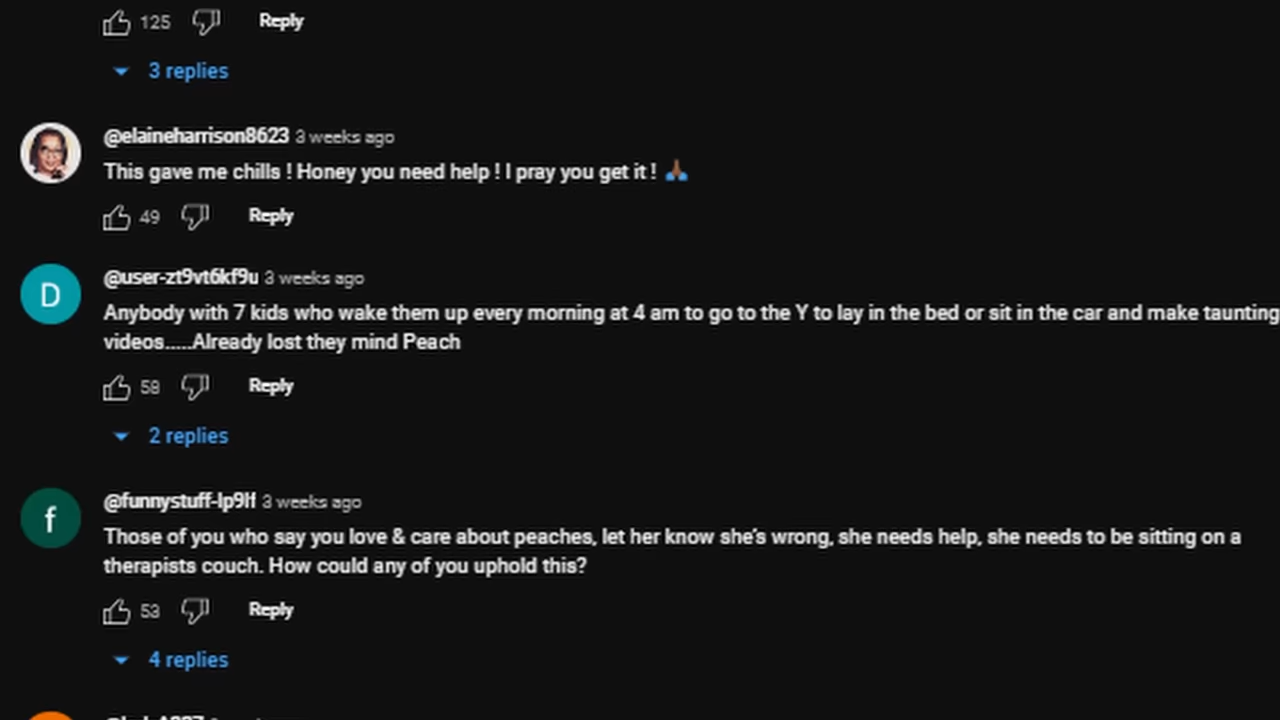 125 Reply
3 replies
@elaineharrison8623 3 weeks ago
This gave me chills ! Honey you need help ! I pray you get it ! 🙏🏾
49 Reply
D
@user-zt9vt6kf9u 3 weeks ago
Anybody with 7 kids who wake them up every morning at 4 am to go to the Y to lay in the bed or sit in the car and make taunting
videos.....Already lost they mind Peach
58 Reply
2 replies
f
@funnystuff-lp9lf 3 weeks ago
Those of you who say you love & care about peaches, let her know she's wrong, she needs help, she needs to be sitting on a
therapists couch. How could any of you uphold this?
53 Reply
4 replies